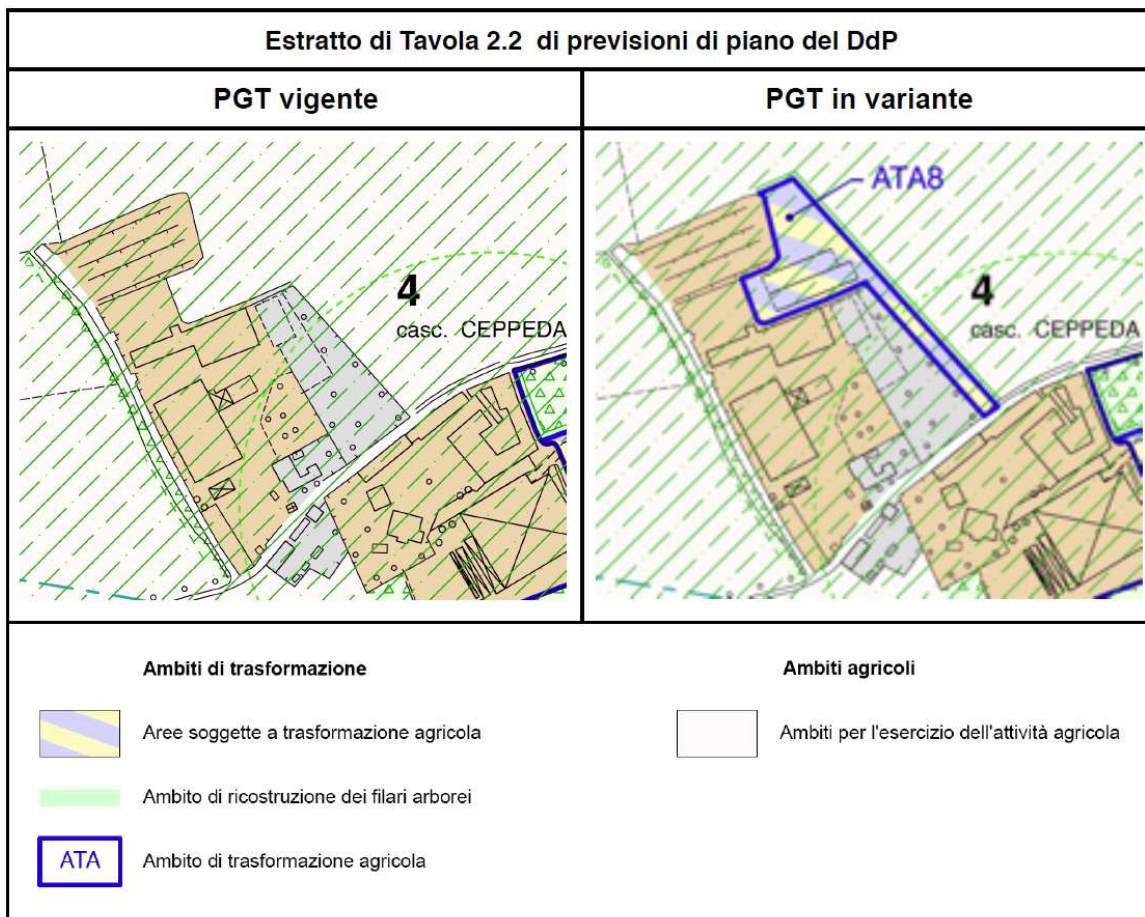 Estratto di Tavola 2.2 di previsioni di piano del DdP
PGT vigente
PGT in variante
4
casc. CEPPEDA
ATA8
4
casc. CEPPEDA
Ambiti di trasformazione
Aree soggette a trasformazione agricola
Ambito di ricostruzione dei filari arborei
ATA
Ambito di trasformazione agricola
Ambiti agricoli
Ambiti per l'esercizio dell'attività agricola